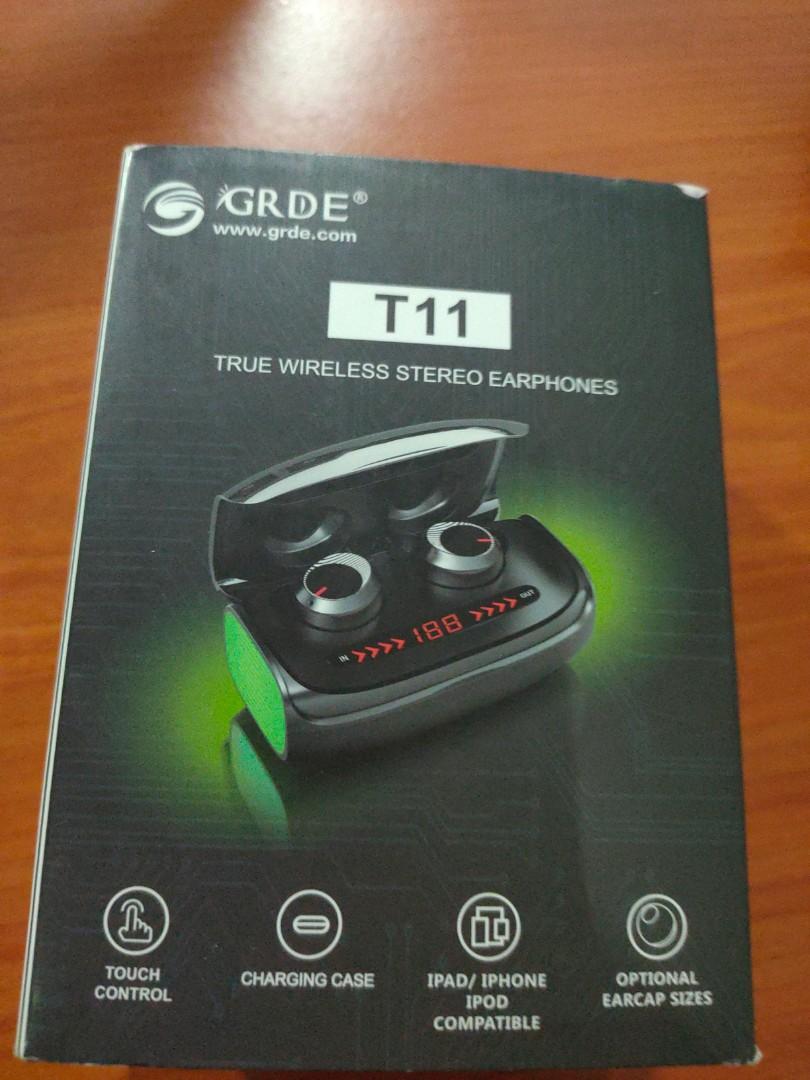 GRDE®
www.grde.com
T11
TRUE WIRELESS STEREO EARPHONES
IN 188 OUT
TOUCH
CONTROL
CHARGING CASE
IPAD/ IPHONE
IPOD
COMPATIBLE
OPTIONAL
EARCAP SIZES